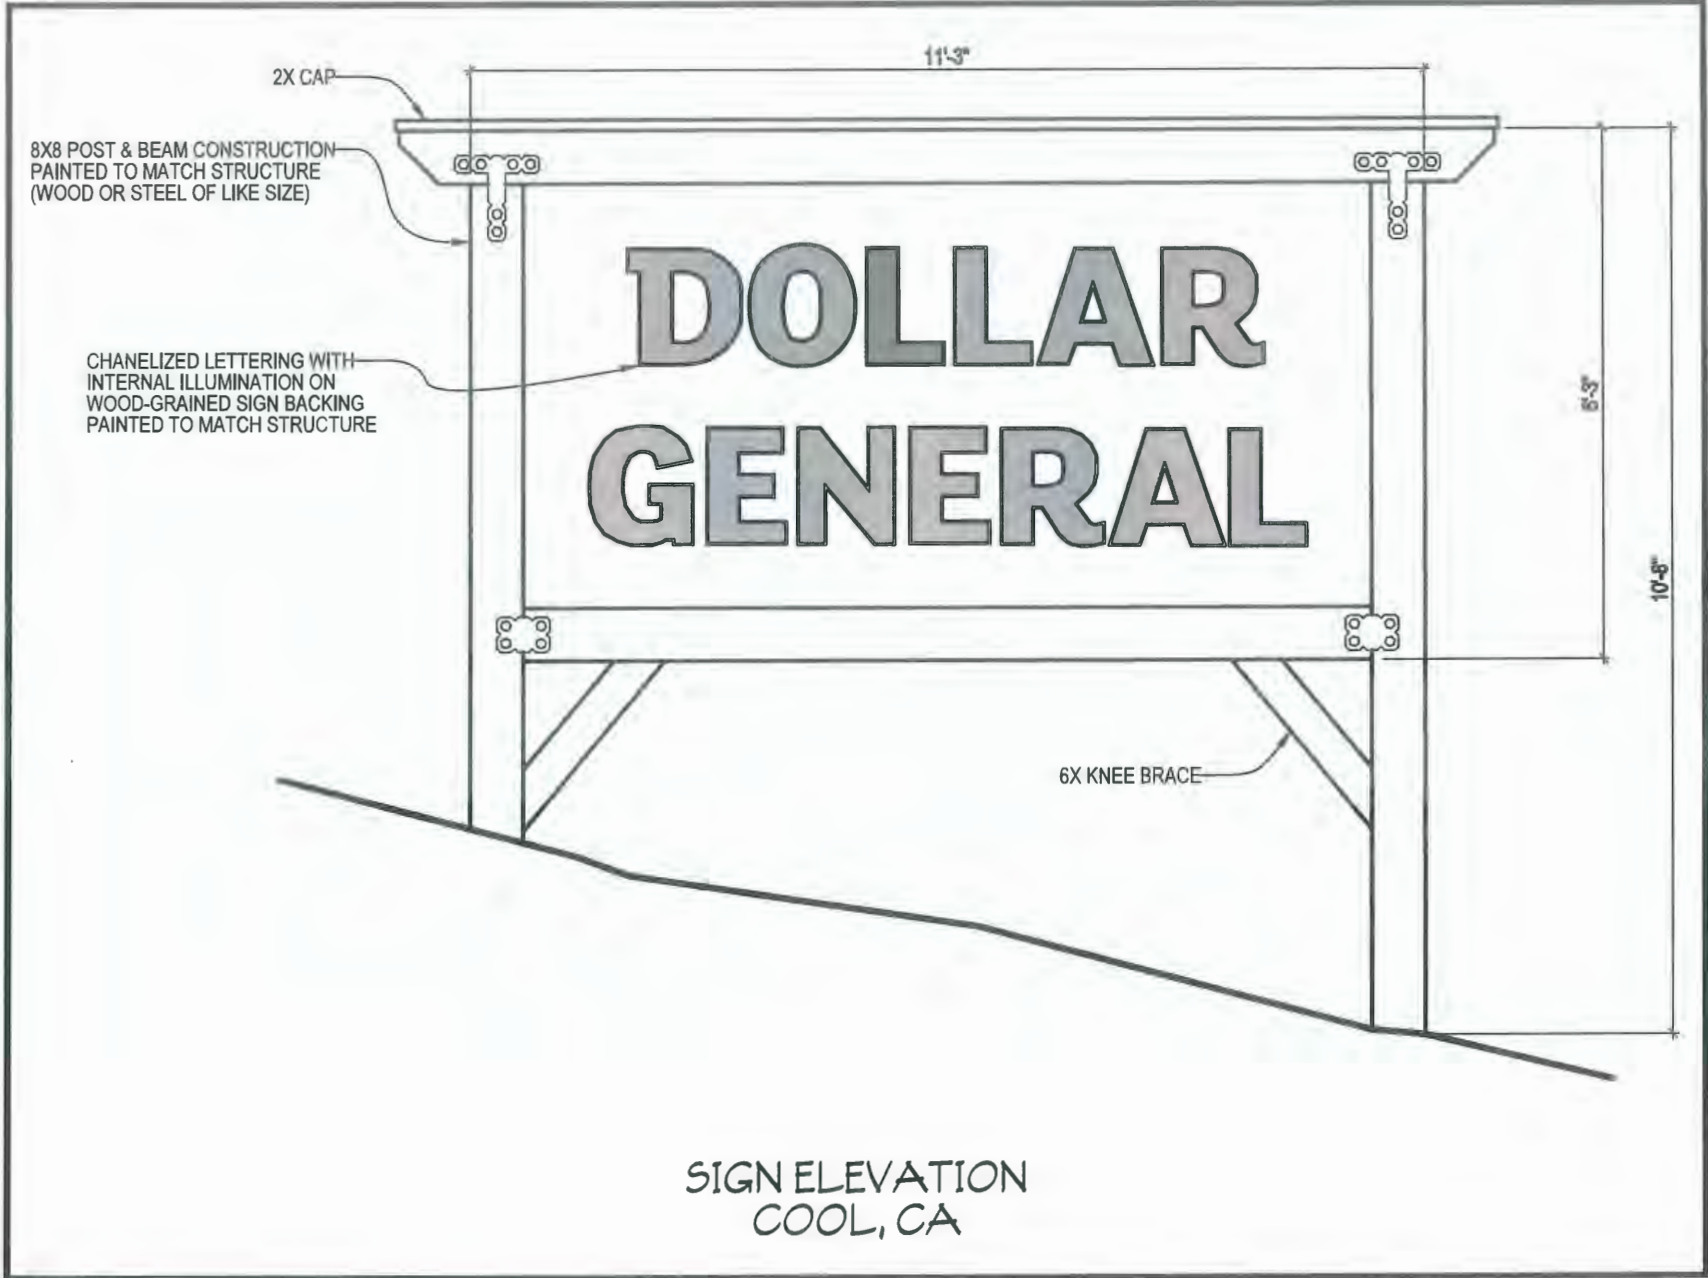 11'-3"
2X CAP
8X8 POST & BEAM CONSTRUCTION
PAINTED TO MATCH STRUCTURE
(WOOD OR STEEL OF LIKE SIZE)
DOLLAR
GENERAL
CHANELIZED LETTERING WITH
INTERNAL ILLUMINATION ON
WOOD-GRAINED SIGN BACKING
PAINTED TO MATCH STRUCTURE
6'-3"
10'-8"
6X KNEE BRACE
SIGN ELEVATION
COOL, CA